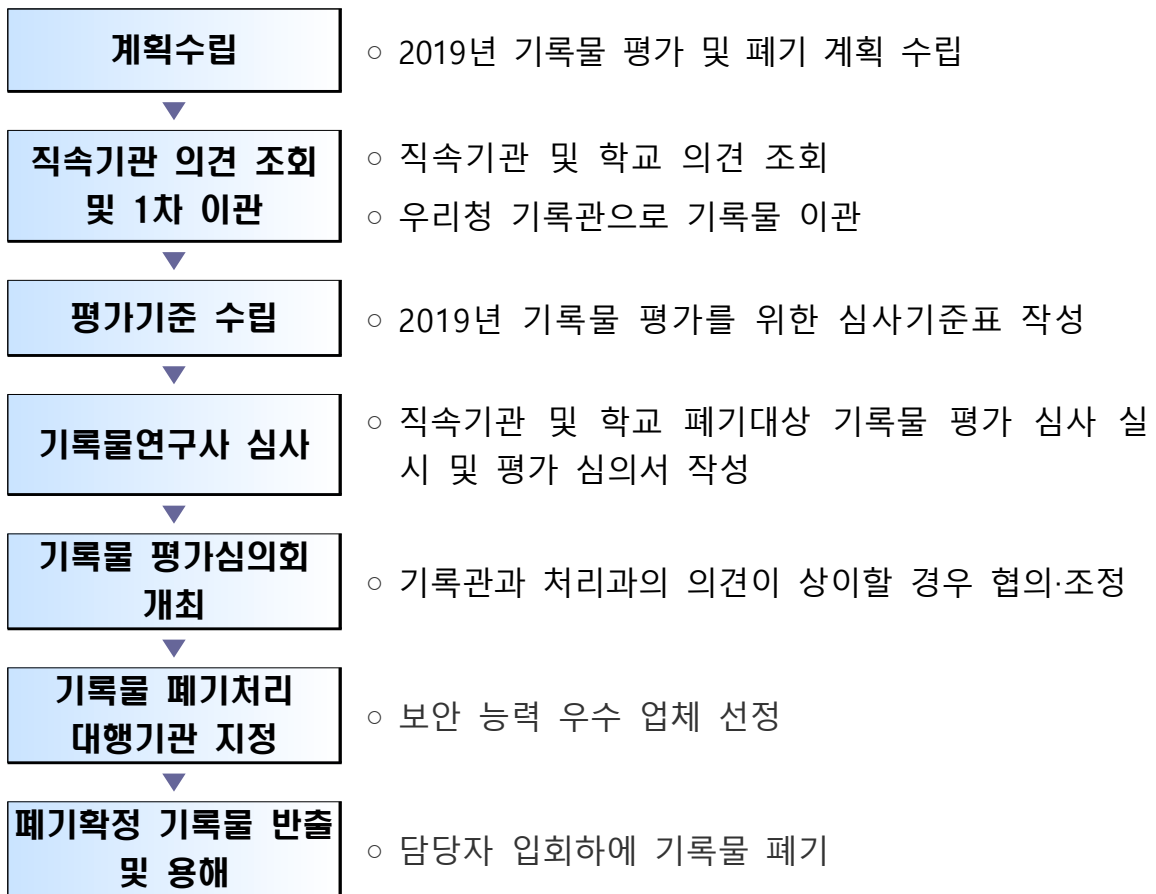 계획수립
○ 2019년 기록물 평가 및 폐기 계획 수립
직속기관 의견 조회
및 1차 이관
○ 직속기관 및 학교 의견 조회
○ 우리청 기록관으로 기록물 이관
평가기준 수립
○ 2019년 기록물 평가를 위한 심사기준표 작성
기록물연구사 심사
○ 직속기관 및 학교 폐기대상 기록물 평가 심사 실
시 및 평가 심의서 작성
기록물 평가심의회
개최
○ 기록관과 처리과의 의견이 상이할 경우 협의·조정
기록물 폐기처리
대행기관 지정
○ 보안 능력 우수 업체 선정
폐기확정 기록물 반출
및 용해
○ 담당자 입회하에 기록물 폐기